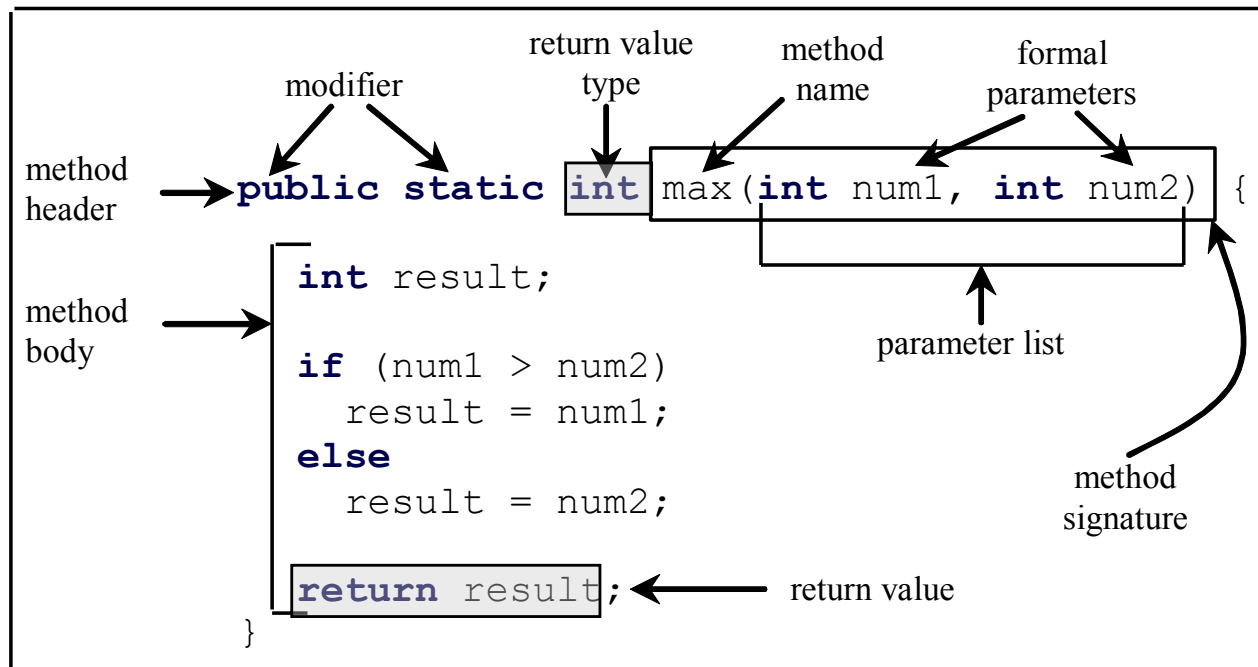 return value
type
method
name
formal
parameters
modifier
method
header
public static int max(int num1, int num2) {
int result;
method
body
parameter list
if (num1 > num2)
result = num1;
else
result = num2;
method
signature
return result;
return value
}